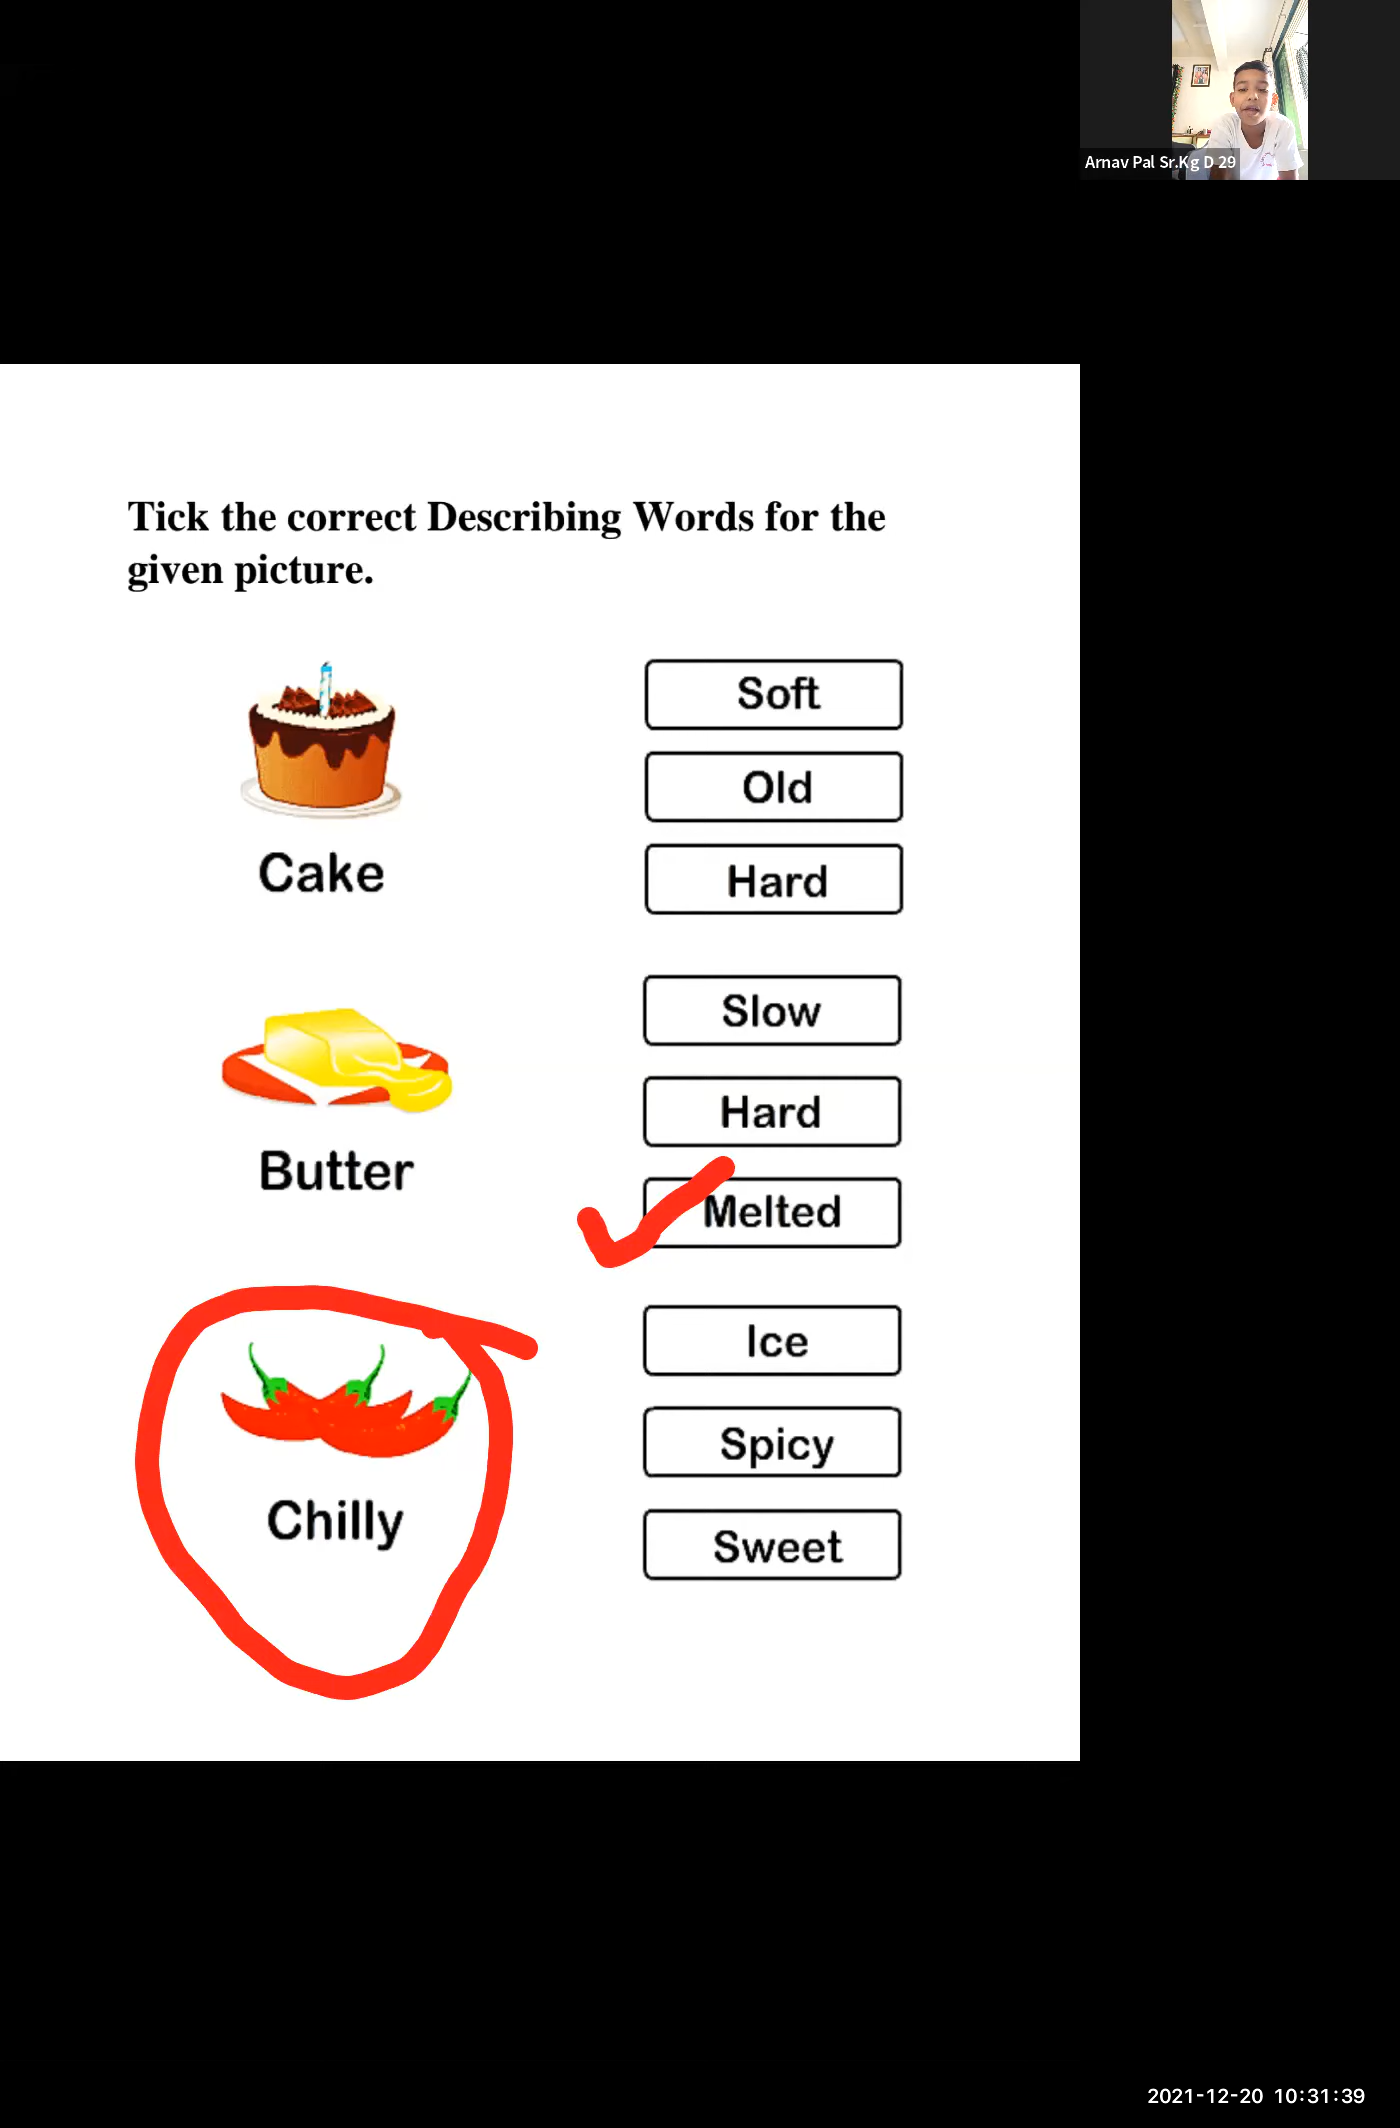 Arnav Pal Sr.Kg D 29
Tick the correct Describing Words for the
given picture.
Soft
Old
Cake
Hard
Slow
Hard
Butter
Melted
Ice
Spicy
Chilly
Sweet
2021-12-20 10:31:39